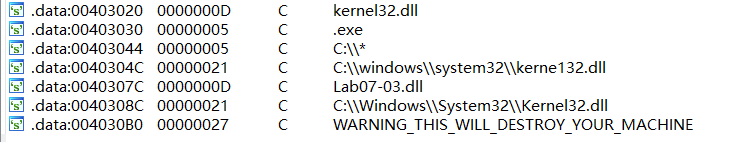 's' .data:00403020 0000000D C kernel32.dll
's' .data:00403030 00000005 C .exe
's' .data:00403044 00000005 C C:\\*
's' .data:0040304C 00000021 C C:\\windows\\system32\\kerne132.dll
's' .data:0040307C 0000000D C Lab07-03.dll
's' .data:0040308C 00000021 C C:\\Windows\\System32\\Kernel32.dll
's' .data:004030B0 00000027 C WARNING_THIS_WILL_DESTROY_YOUR_MACHINE